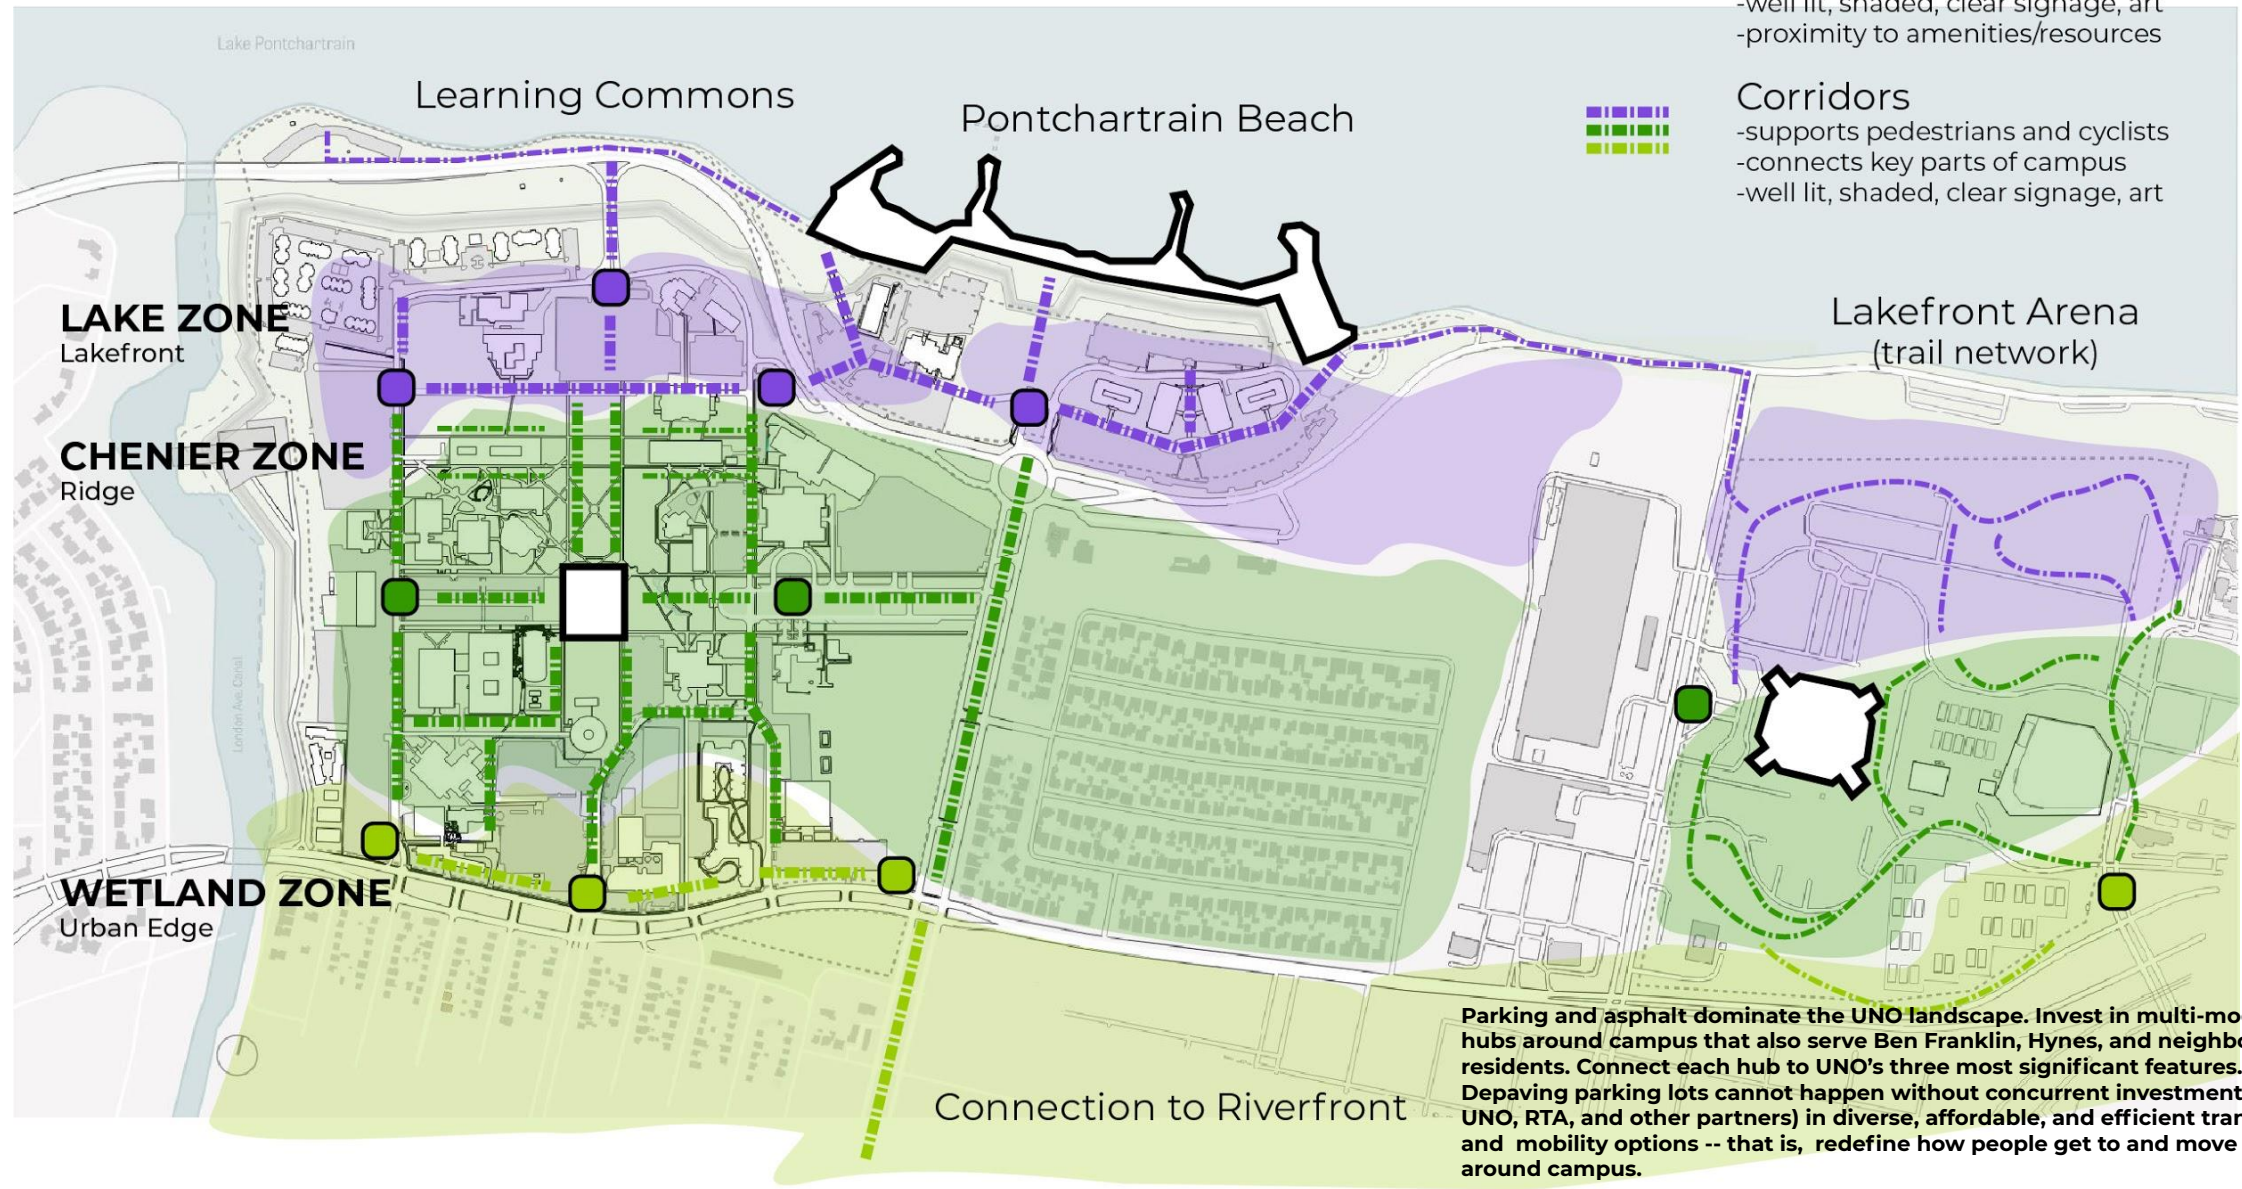 -well lit, shaded, clear signage, art
-proximity to amenities/resources
Lake Pontchartrain
Learning Commons
Pontchartrain Beach
Corridors
-supports pedestrians and cyclists
-connects key parts of campus
-well lit, shaded, clear signage, art
LAKE ZONE
Lakefront
Lakefront Arena
(trail network)
CHENIER ZONE
Ridge
London Ave. Canal
WETLAND ZONE
Urban Edge
Connection to Riverfront
Parking and asphalt dominate the UNO landscape. Invest in multi-mo
hubs around campus that also serve Ben Franklin, Hynes, and neighbo
residents. Connect each hub to UNO’s three most significant features.
Depaving parking lots cannot happen without concurrent investment
UNO, RTA, and other partners) in diverse, affordable, and efficient tran
and mobility options -- that is, redefine how people get to and move
around campus.